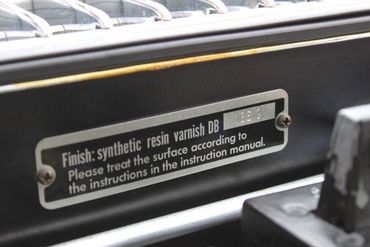 Finish: synthetic resin varnish DB
Please treat the surface according to
the instructions in the instruction manual.